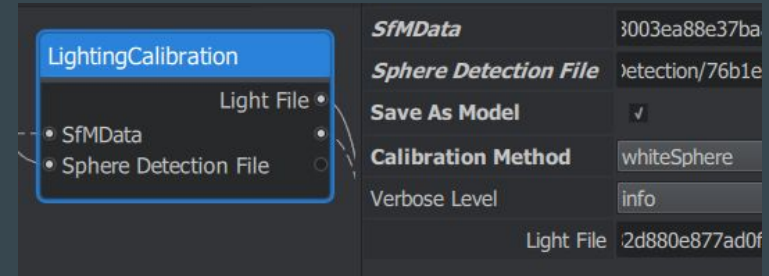 LightingCalibration
Light File
SfMData
Sphere Detection File
SfMData 3003ea88e37ba
Sphere Detection File Detection/76b1e
Save As Model
Calibration Method whiteSphere
Verbose Level info
Light File 2d880e877ad0f